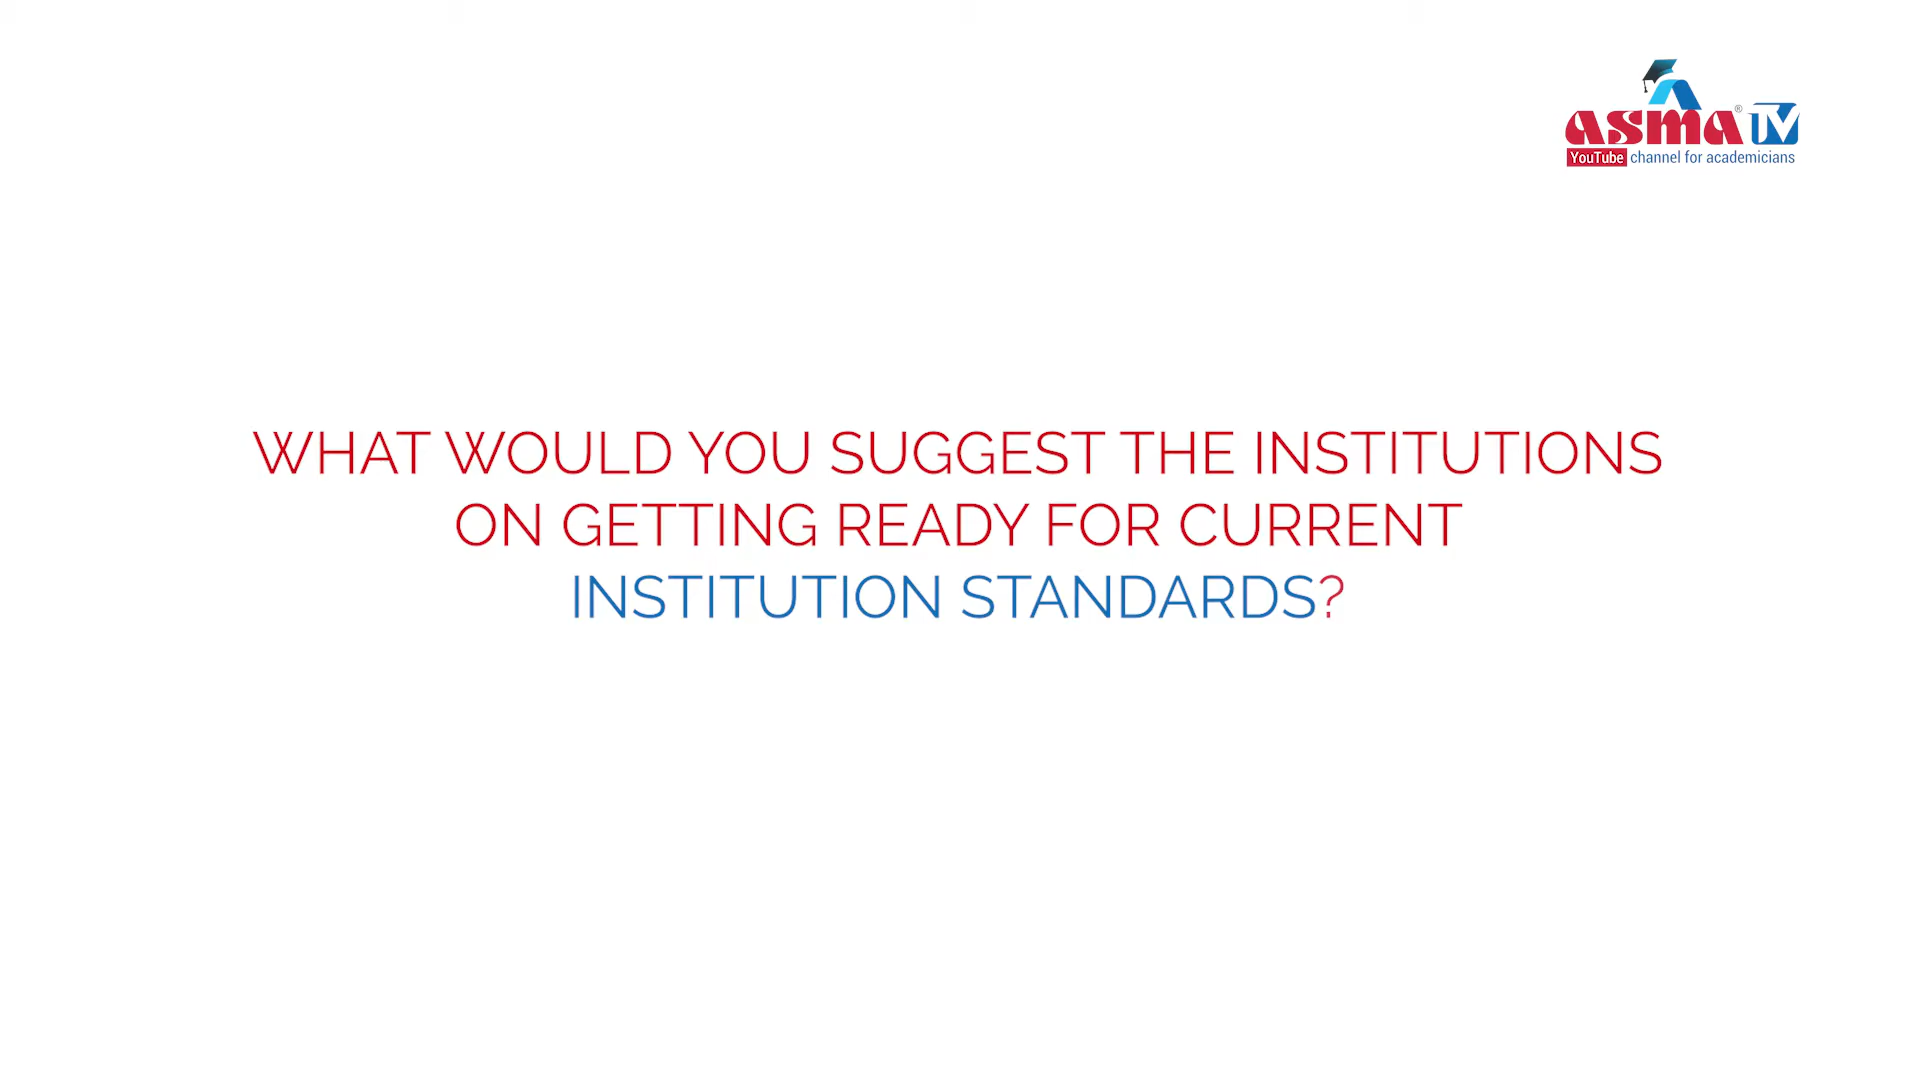 asma® TV
YouTube channel for academicians
WHAT WOULD YOU SUGGEST THE INSTITUTIONS
ON GETTING READY FOR CURRENT
INSTITUTION STANDARDS?